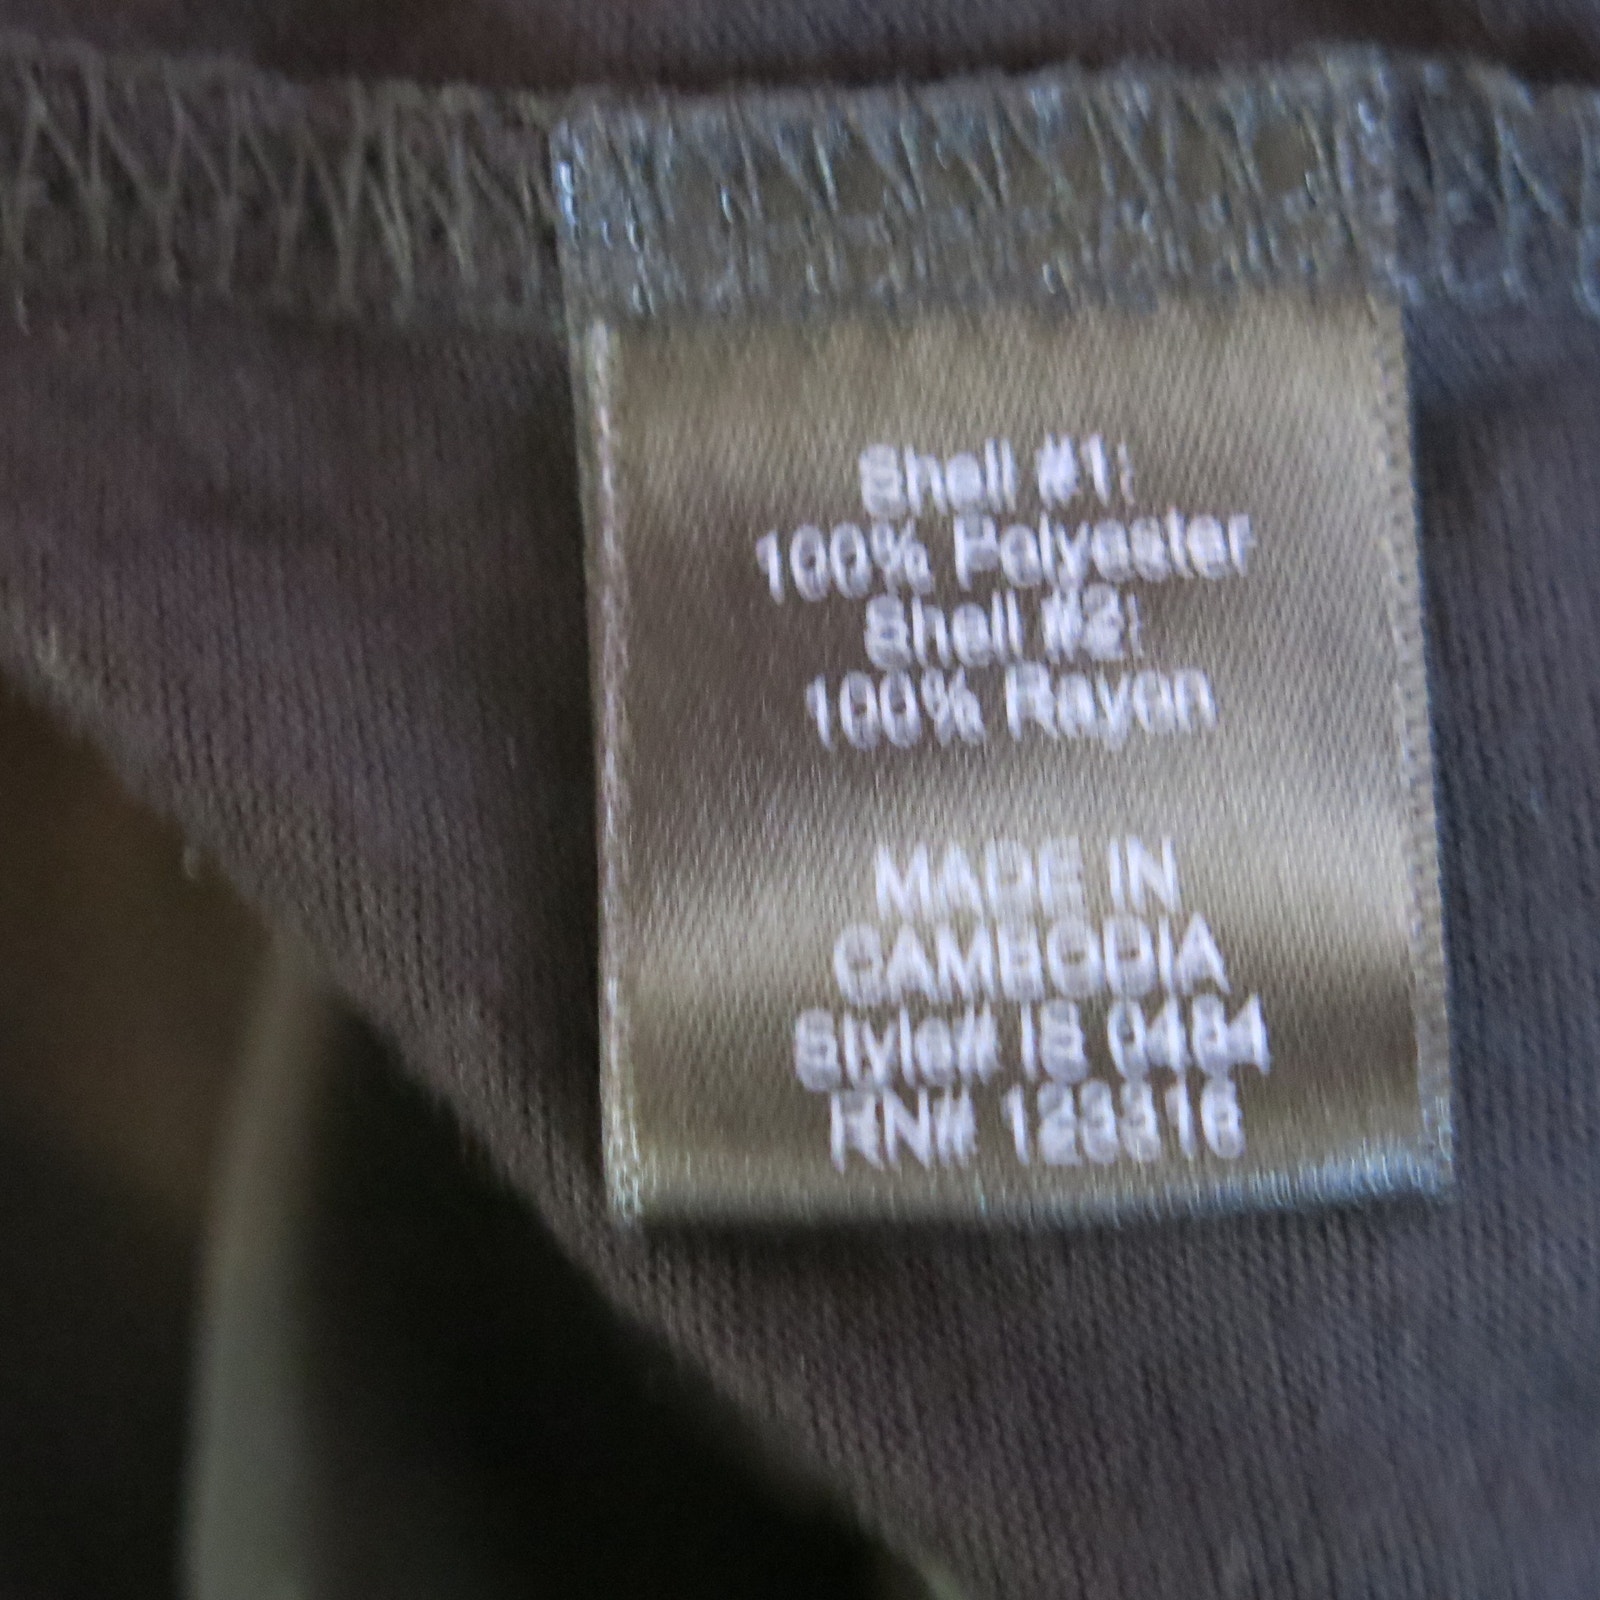 Shell #1:
100% Polyester
Shell #2:
100% Rayon
MADE IN
CAMBODIA
Style# IS 0484
RN# 123316